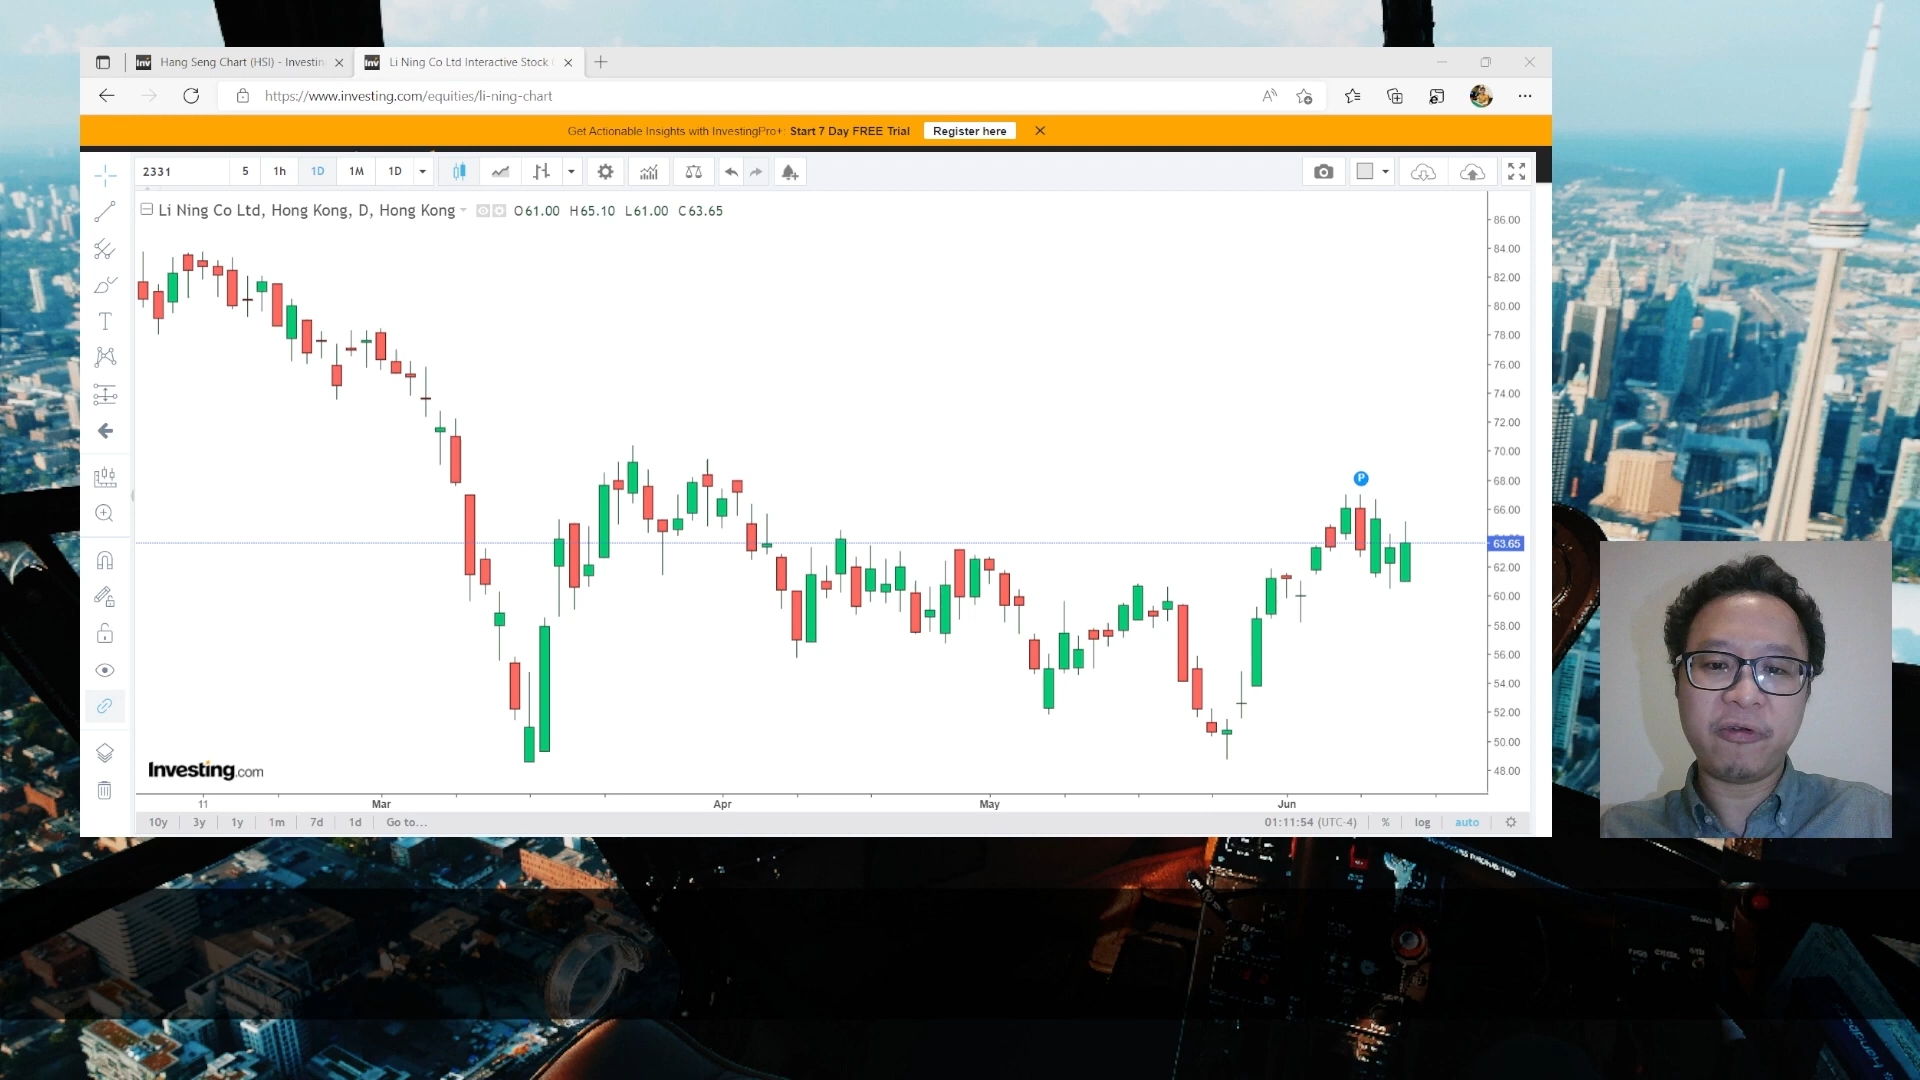 Hang Seng Chart (HSI) - Investin
Li Ning Co Ltd Interactive Stock
https://www.investing.com/equities/li-ning-chart
Get Actionable Insights with InvestingPro+: Start 7 Day FREE Trial Register here
2331 5 1h 1D 1M 1D
Li Ning Co Ltd, Hong Kong, D, Hong Kong O61.00 H65.10 L61.00 C63.65
86.00
84.00
82.00
80.00
78.00
76.00
74.00
72.00
70.00
P
68.00
66.00
63.65
62.00
60.00
58.00
56.00
54.00
52.00
50.00
48.00
Investing.com
11 Mar Apr May Jun
10y 3y 1y 1m 7d 1d Go to... 01:11:54 (UTC-4) % log auto